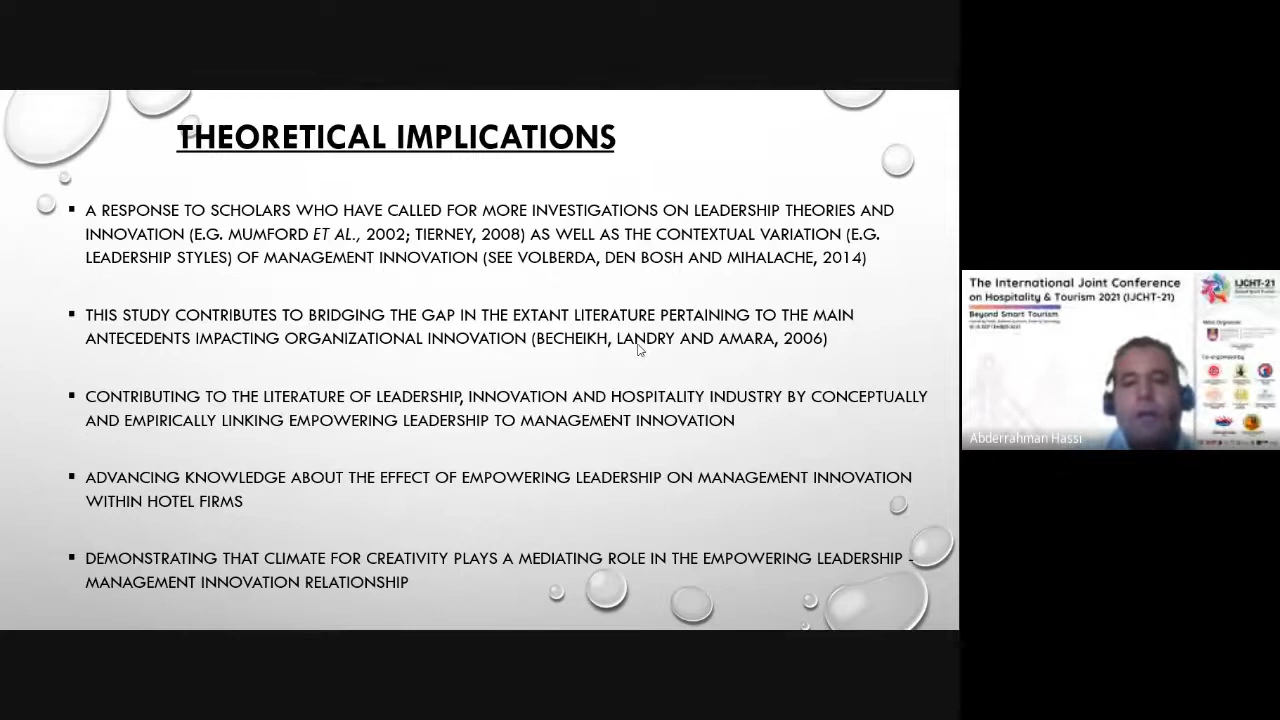 THEORETICAL IMPLICATIONS
▪ A RESPONSE TO SCHOLARS WHO HAVE CALLED FOR MORE INVESTIGATIONS ON LEADERSHIP THEORIES AND
INNOVATION (E.G. MUMFORD ET AL., 2002; TIERNEY, 2008) AS WELL AS THE CONTEXTUAL VARIATION (E.G.
LEADERSHIP STYLES) OF MANAGEMENT INNOVATION (SEE VOLBERDA, DEN BOSH AND MIHALACHE, 2014)
▪ THIS STUDY CONTRIBUTES TO BRIDGING THE GAP IN THE EXTANT LITERATURE PERTAINING TO THE MAIN
ANTECEDENTS IMPACTING ORGANIZATIONAL INNOVATION (BECHEIKH, LANDRY AND AMARA, 2006)
▪ CONTRIBUTING TO THE LITERATURE OF LEADERSHIP, INNOVATION AND HOSPITALITY INDUSTRY BY CONCEPTUALLY
AND EMPIRICALLY LINKING EMPOWERING LEADERSHIP TO MANAGEMENT INNOVATION
▪ ADVANCING KNOWLEDGE ABOUT THE EFFECT OF EMPOWERING LEADERSHIP ON MANAGEMENT INNOVATION
WITHIN HOTEL FIRMS
▪ DEMONSTRATING THAT CLIMATE FOR CREATIVITY PLAYS A MEDIATING ROLE IN THE EMPOWERING LEADERSHIP -
MANAGEMENT INNOVATION RELATIONSHIP
The International Joint Conference
on Hospitality & Tourism 2021 (IJCHT-21)
Beyond Smart Tourism
IJCHT-21
Abderrahman Hassi